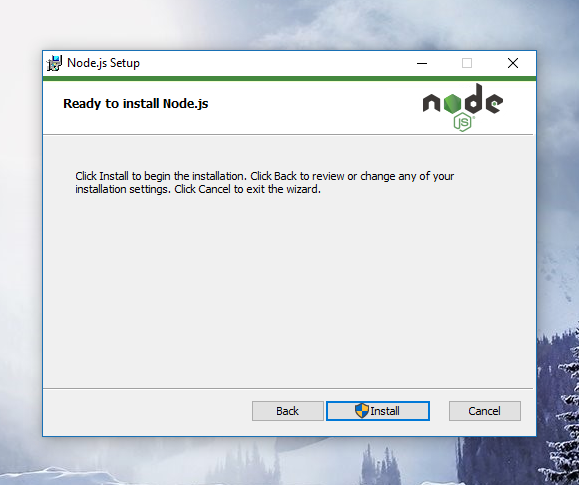 Node.js Setup
Ready to install Node.js
node
JS
Click Install to begin the installation. Click Back to review or change any of your
installation settings. Click Cancel to exit the wizard.
Back
Install
Cancel